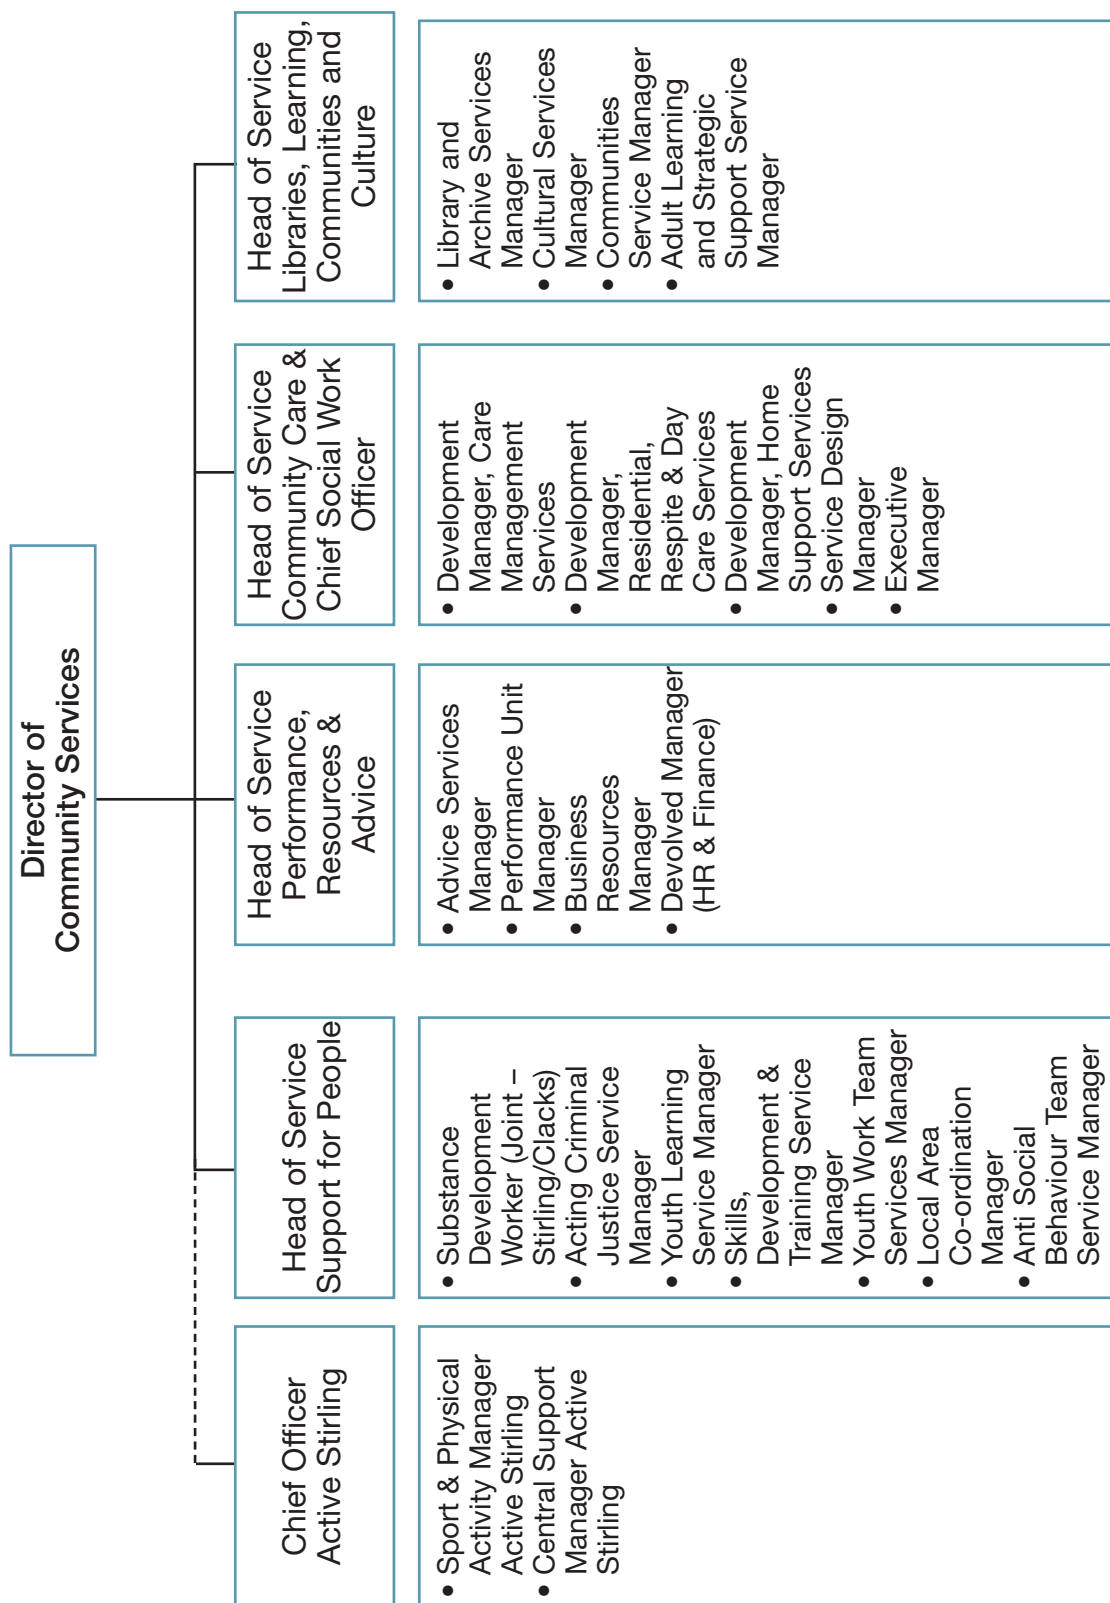 Director of
Community Services
Chief Officer
Active Stirling
• Sport & Physical
Activity Manager
Active Stirling
• Central Support
Manager Active
Stirling
Head of Service
Support for People
• Substance
Development
Worker (Joint –
Stirling/Clacks)
• Acting Criminal
Justice Service
Manager
• Youth Learning
Service Manager
• Skills,
Development &
Training Service
Manager
• Youth Work Team
Services Manager
• Local Area
Co-ordination
Manager
• Anti Social
Behaviour Team
Service Manager
Head of Service
Performance,
Resources &
Advice
• Advice Services
Manager
• Performance Unit
Manager
• Business
Resources
Manager
• Devolved Manager
(HR & Finance)
Head of Service
Community Care &
Chief Social Work
Officer
• Development
Manager, Care
Management
Services
• Development
Manager,
Residential,
Respite & Day
Care Services
• Development
Manager, Home
Support Services
• Service Design
Manager
• Executive
Manager
Head of Service
Libraries, Learning,
Communities and
Culture
• Library and
Archive Services
Manager
• Cultural Services
Manager
• Communities
Service Manager
• Adult Learning
and Strategic
Support Service
Manager